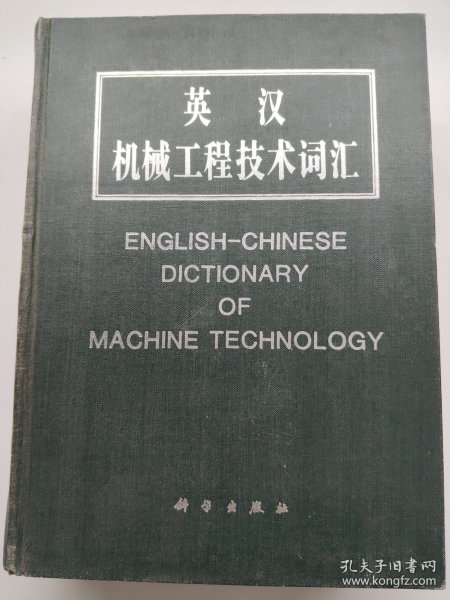 英 汉
机械工程技术词汇
ENGLISH-CHINESE
DICTIONARY
OF
MACHINE TECHNOLOGY
科学出版社
孔夫子旧书网
www.kongfz.com